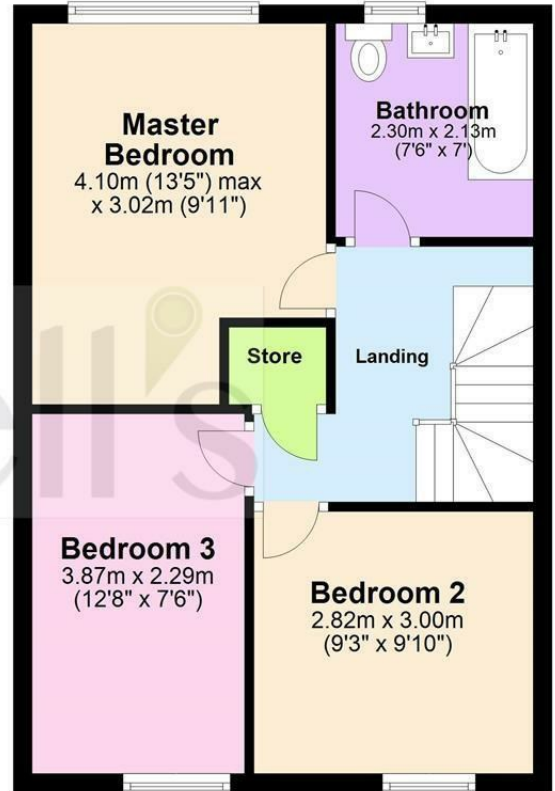 Master
Bedroom
4.10m (13'5") max
x 3.02m (9'11")
Bathroom
2.30m x 2.13m
(7'6" x 7')
Store
Landing
ell's
Bedroom 3
3.87m x 2.29m
(12'8" x 7'6")
Bedroom 2
2.82m x 3.00m
(9'3" x 9'10")